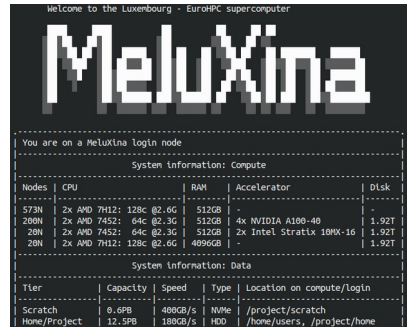 Welcome to the Luxembourg - EuroHPC supercomputer
MeluXina
You are on a MeluXina login node
System information: Compute
| Nodes | CPU | RAM | Accelerator | Disk |
| 573N | 2x AMD 7H12: 128c @2.6G | 512GB | - | - |
| 200N | 2x AMD 7452: 64c @2.3G | 512GB | 4x NVIDIA A100-40 | 1.92T |
| 20N | 2x AMD 7452: 64c @2.3G | 512GB | 2x Intel Stratix 10MX-16 | 1.92T |
| 20N | 2x AMD 7H12: 128c @2.6G | 4096GB | - | 1.92T |
System information: Data
| Tier | Capacity | Speed | Type | Location on compute/login |
| Scratch | 0.6PB | 400GB/s | NVMe | /project/scratch |
| Home/Project | 12.5PB | 180GB/s | HDD | /home/users, /project/home |